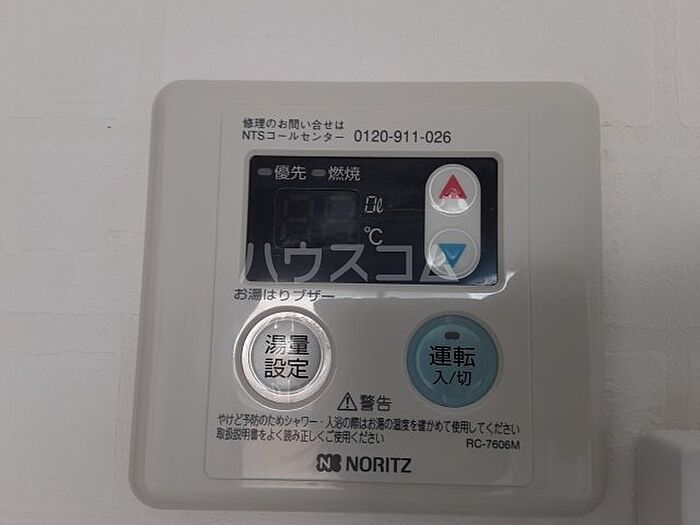 修理のお問い合せは
NTSコールセンター 0120-911-026
優先 燃焼
0ℓ
℃
ハウスコム
お湯はりブザー
湯量
設定
運転
入/切
⚠警告
やけど予防のためシャワー・入浴の際はお湯の温度を確かめて使用してください
取扱説明書をよく読み正しくご使用ください
RC-7606M
NORITZ